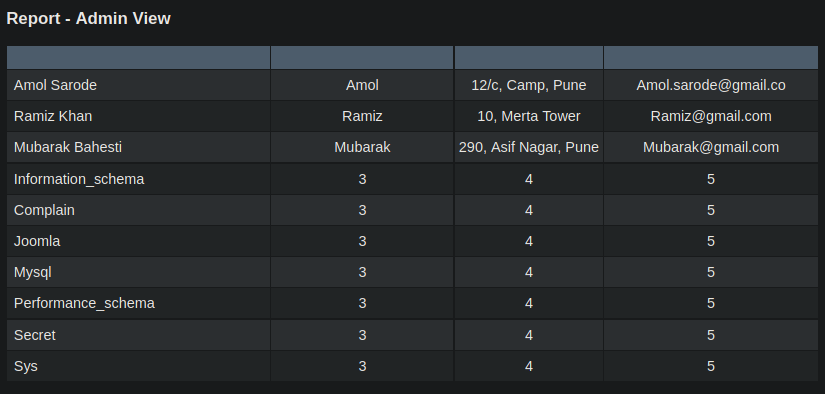 Report - Admin View
Amol Sarode Amol 12/c, Camp, Pune Amol.sarode@gmail.co
Ramiz Khan Ramiz 10, Merta Tower Ramiz@gmail.com
Mubarak Bahesti Mubarak 290, Asif Nagar, Pune Mubarak@gmail.com
Information_schema 3 4 5
Complain 3 4 5
Joomla 3 4 5
Mysql 3 4 5
Performance_schema 3 4 5
Secret 3 4 5
Sys 3 4 5